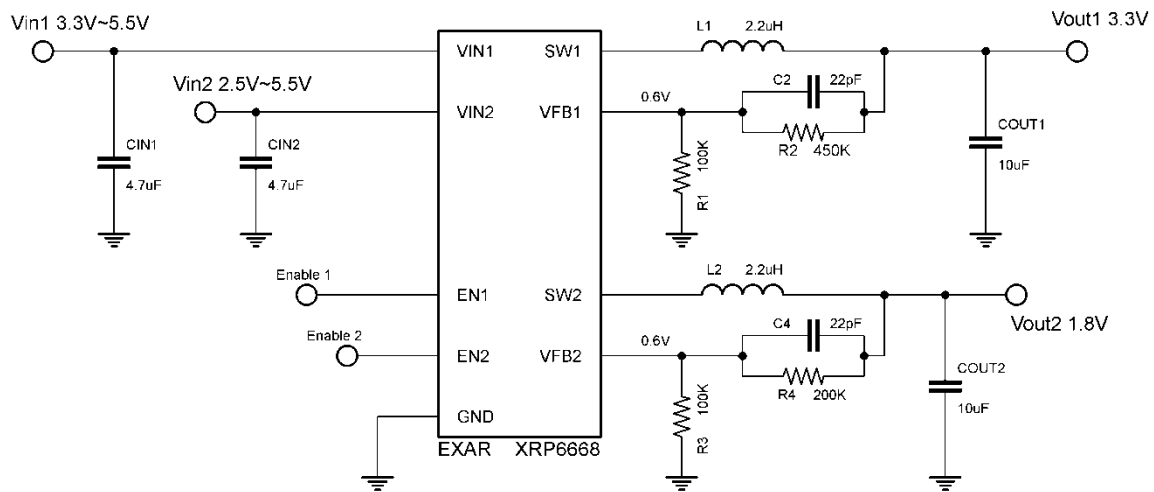 Vin1 3.3V~5.5V
VIN1
SW1
L1
2.2uH
Vout1 3.3V
Vin2 2.5V~5.5V
VIN2
VFB1
0.6V
C2
22pF
R2
450K
CIN1
4.7uF
CIN2
4.7uF
100K
R1
COUT1
10uF
Enable 1
EN1
SW2
L2
2.2uH
Vout2 1.8V
Enable 2
EN2
VFB2
0.6V
C4
22pF
R4
200K
100K
R3
COUT2
10uF
GND
EXAR
XRP6668